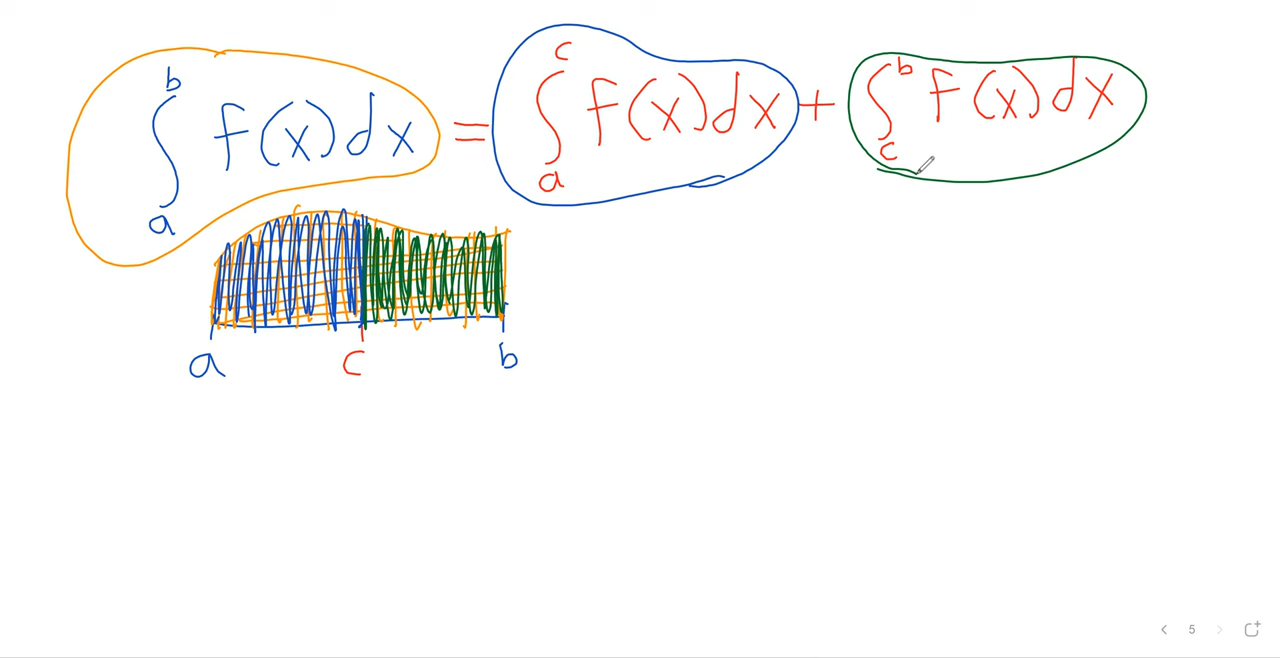 ∫_a^b f(x)dx = ∫_a^c f(x)dx + ∫_c^b f(x)dx
a c b
5